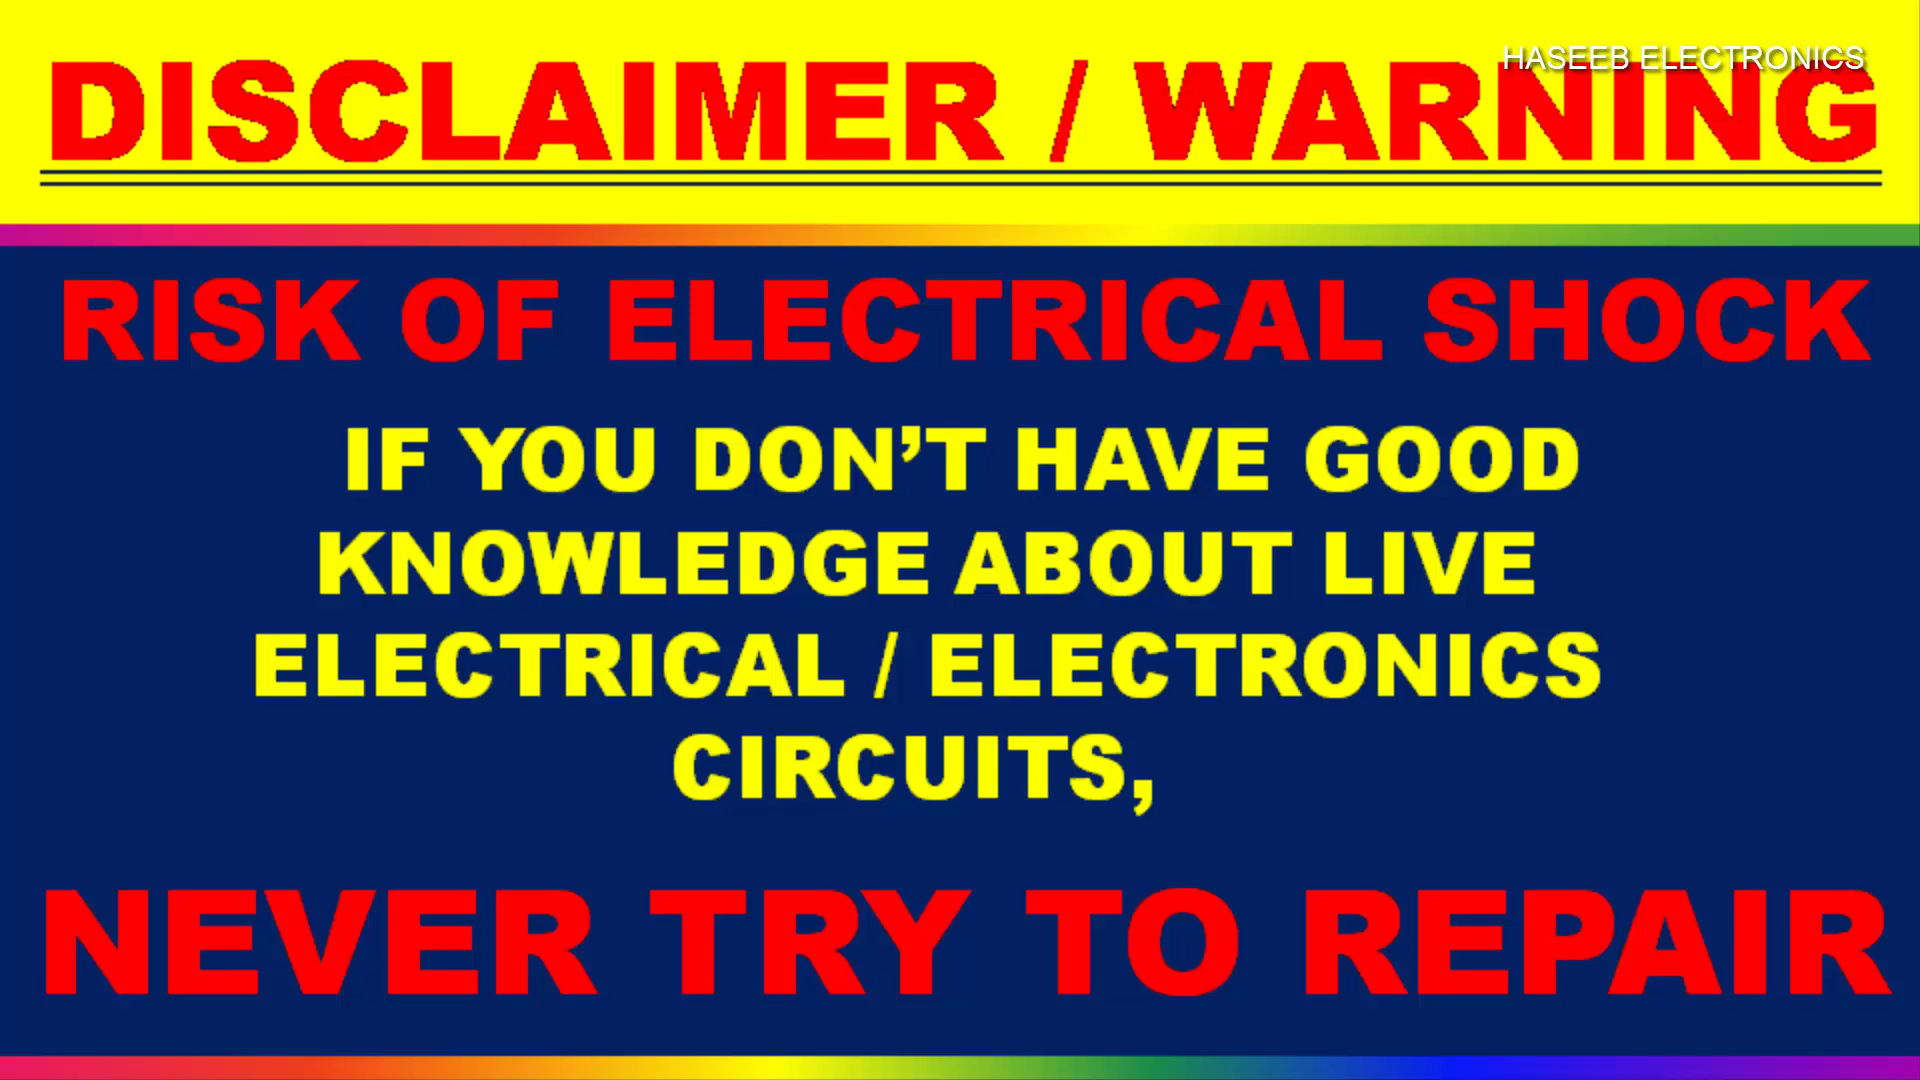 HASEEB ELECTRONICS
DISCLAIMER / WARNING
RISK OF ELECTRICAL SHOCK
IF YOU DON’T HAVE GOOD
KNOWLEDGE ABOUT LIVE
ELECTRICAL / ELECTRONICS
CIRCUITS,
NEVER TRY TO REPAIR